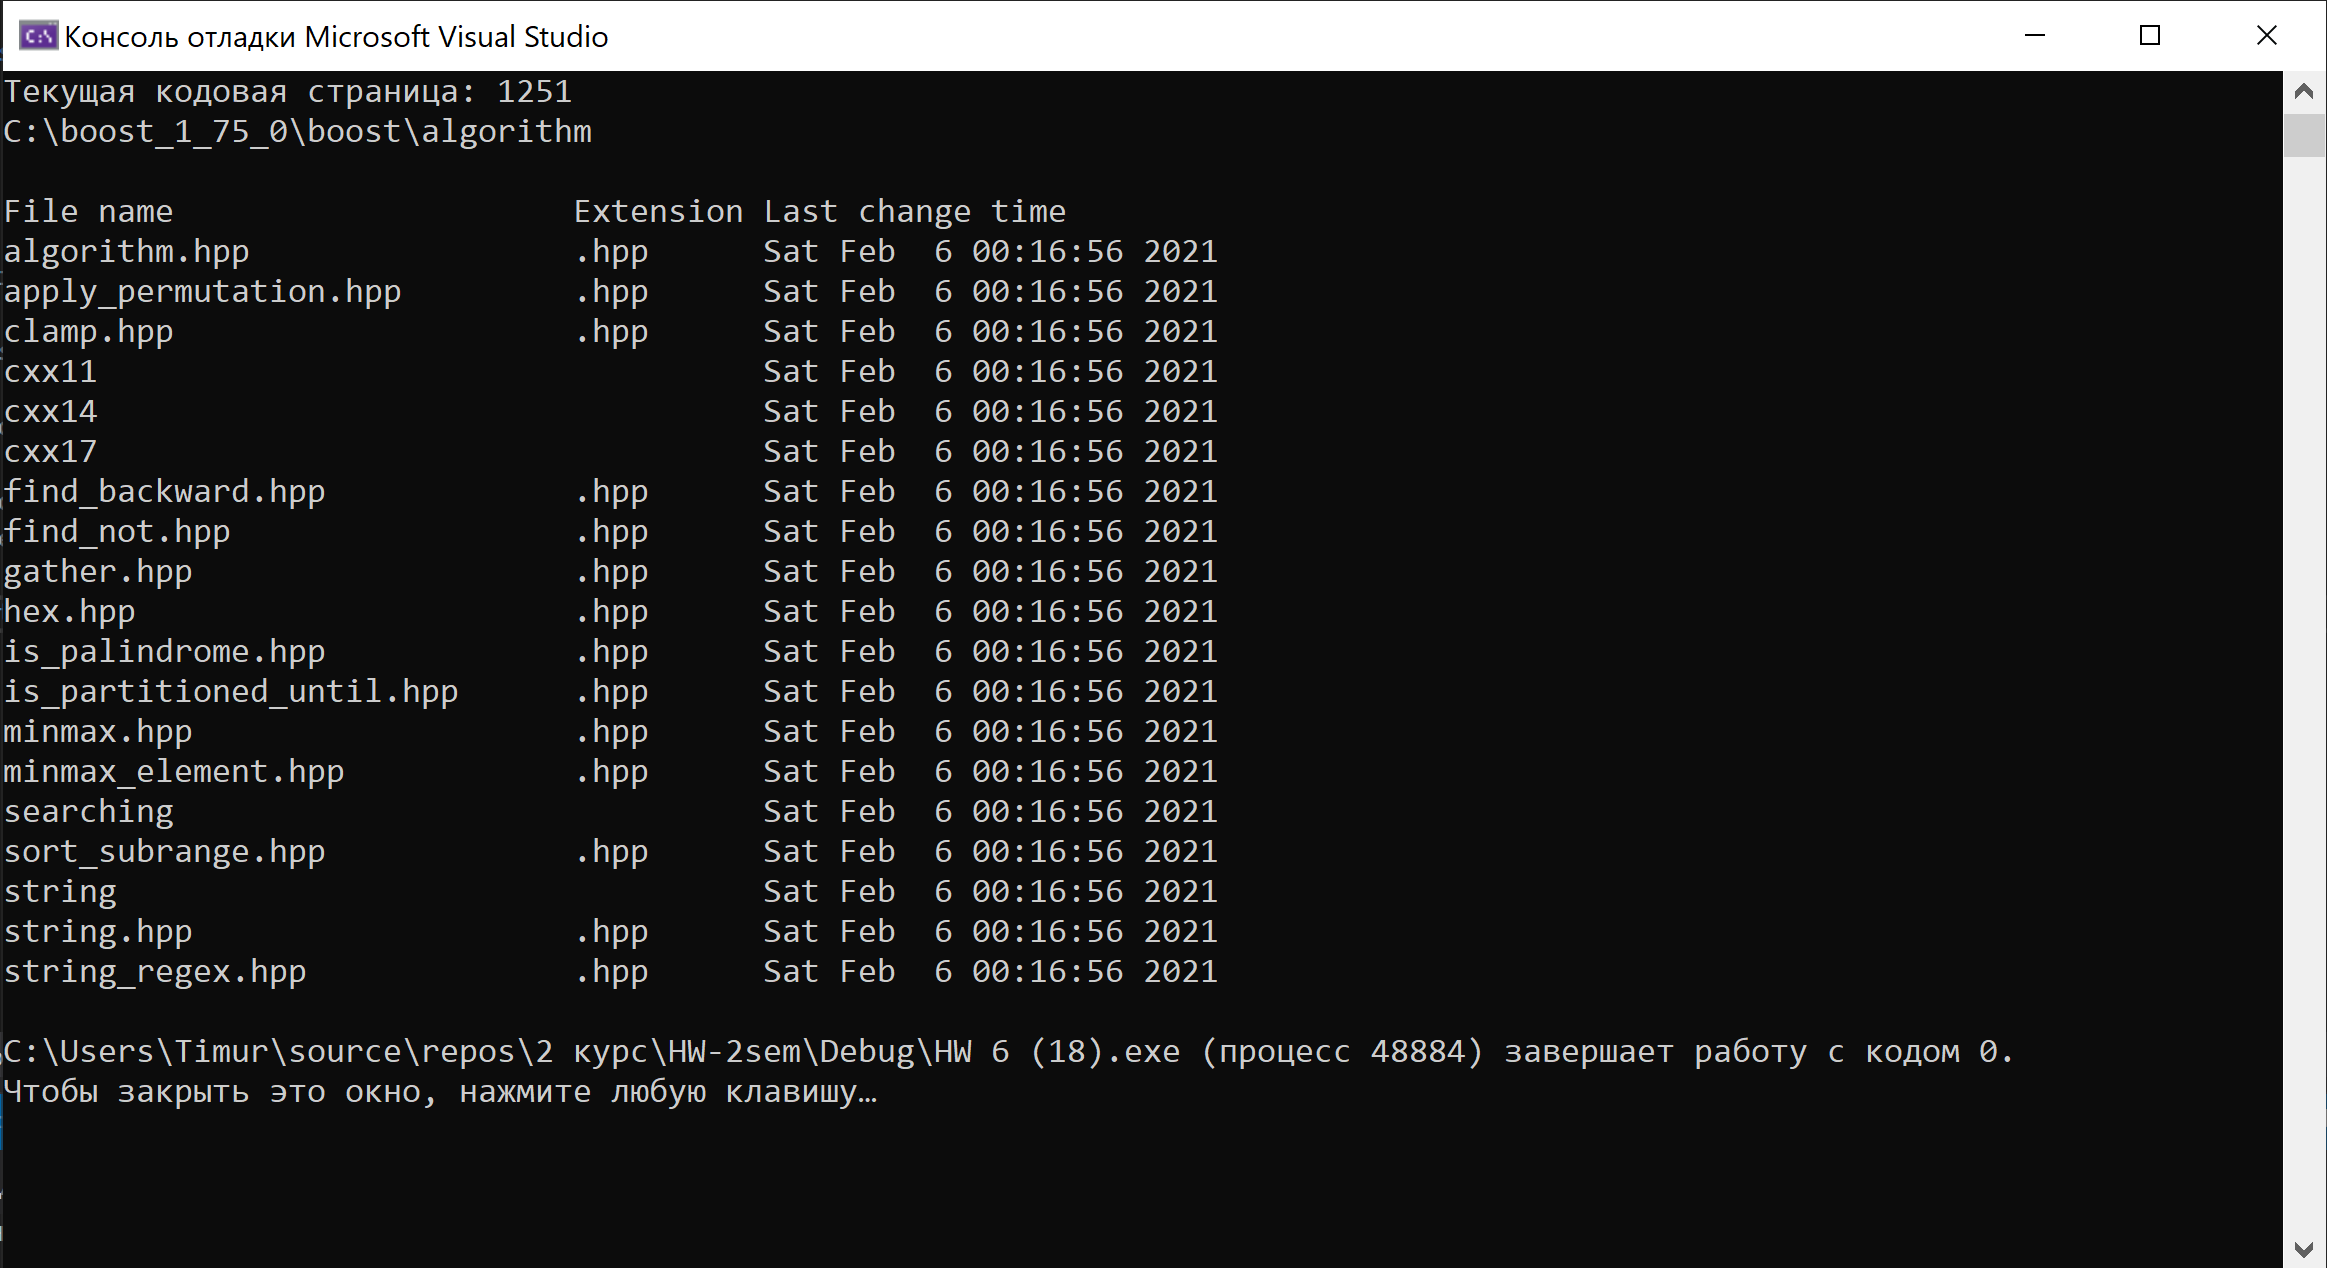 Консоль отладки Microsoft Visual Studio
Текущая кодовая страница: 1251
C:\boost_1_75_0\boost\algorithm
File name Extension Last change time
algorithm.hpp .hpp Sat Feb  6 00:16:56 2021
apply_permutation.hpp .hpp Sat Feb  6 00:16:56 2021
clamp.hpp .hpp Sat Feb  6 00:16:56 2021
cxx11 Sat Feb  6 00:16:56 2021
cxx14 Sat Feb  6 00:16:56 2021
cxx17 Sat Feb  6 00:16:56 2021
find_backward.hpp .hpp Sat Feb  6 00:16:56 2021
find_not.hpp .hpp Sat Feb  6 00:16:56 2021
gather.hpp .hpp Sat Feb  6 00:16:56 2021
hex.hpp .hpp Sat Feb  6 00:16:56 2021
is_palindrome.hpp .hpp Sat Feb  6 00:16:56 2021
is_partitioned_until.hpp .hpp Sat Feb  6 00:16:56 2021
minmax.hpp .hpp Sat Feb  6 00:16:56 2021
minmax_element.hpp .hpp Sat Feb  6 00:16:56 2021
searching Sat Feb  6 00:16:56 2021
sort_subrange.hpp .hpp Sat Feb  6 00:16:56 2021
string Sat Feb  6 00:16:56 2021
string.hpp .hpp Sat Feb  6 00:16:56 2021
string_regex.hpp .hpp Sat Feb  6 00:16:56 2021
C:\Users\Timur\source\repos\2 курс\HW-2sem\Debug\HW 6 (18).exe (процесс 48884) завершает работу с кодом 0.
Чтобы закрыть это окно, нажмите любую клавишу…